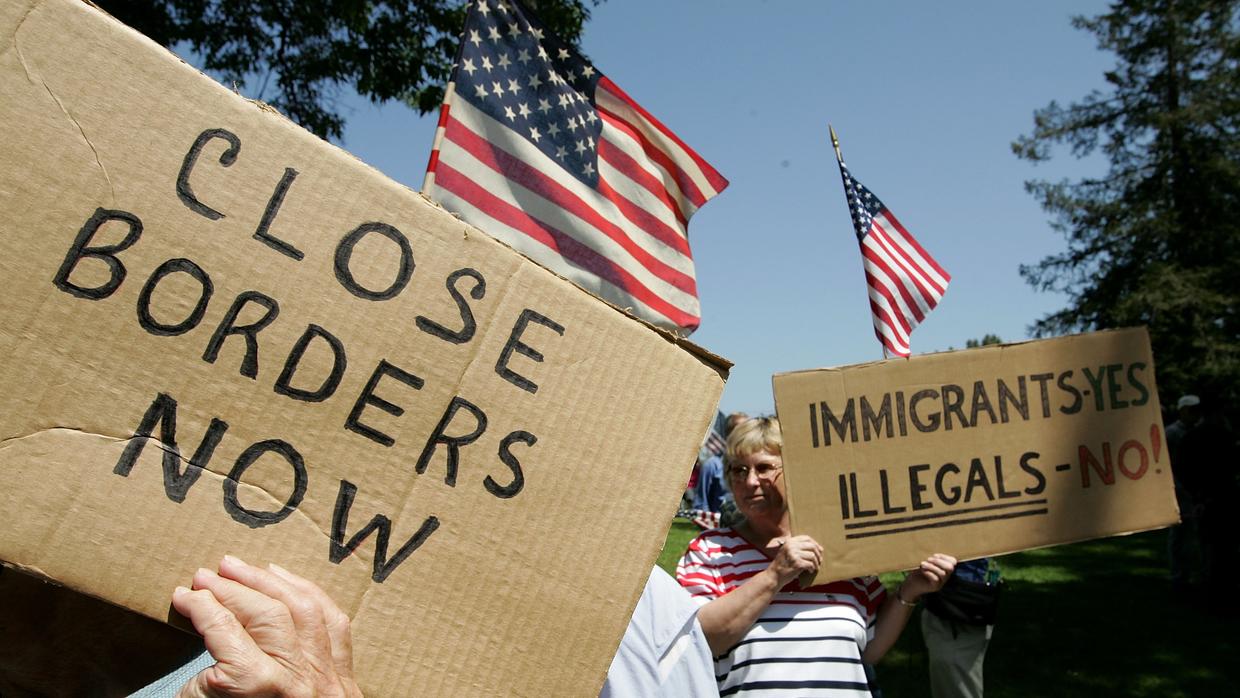 CLOSE
BORDERS
NOW
IMMIGRANTS-YES
ILLEGALS-NO!